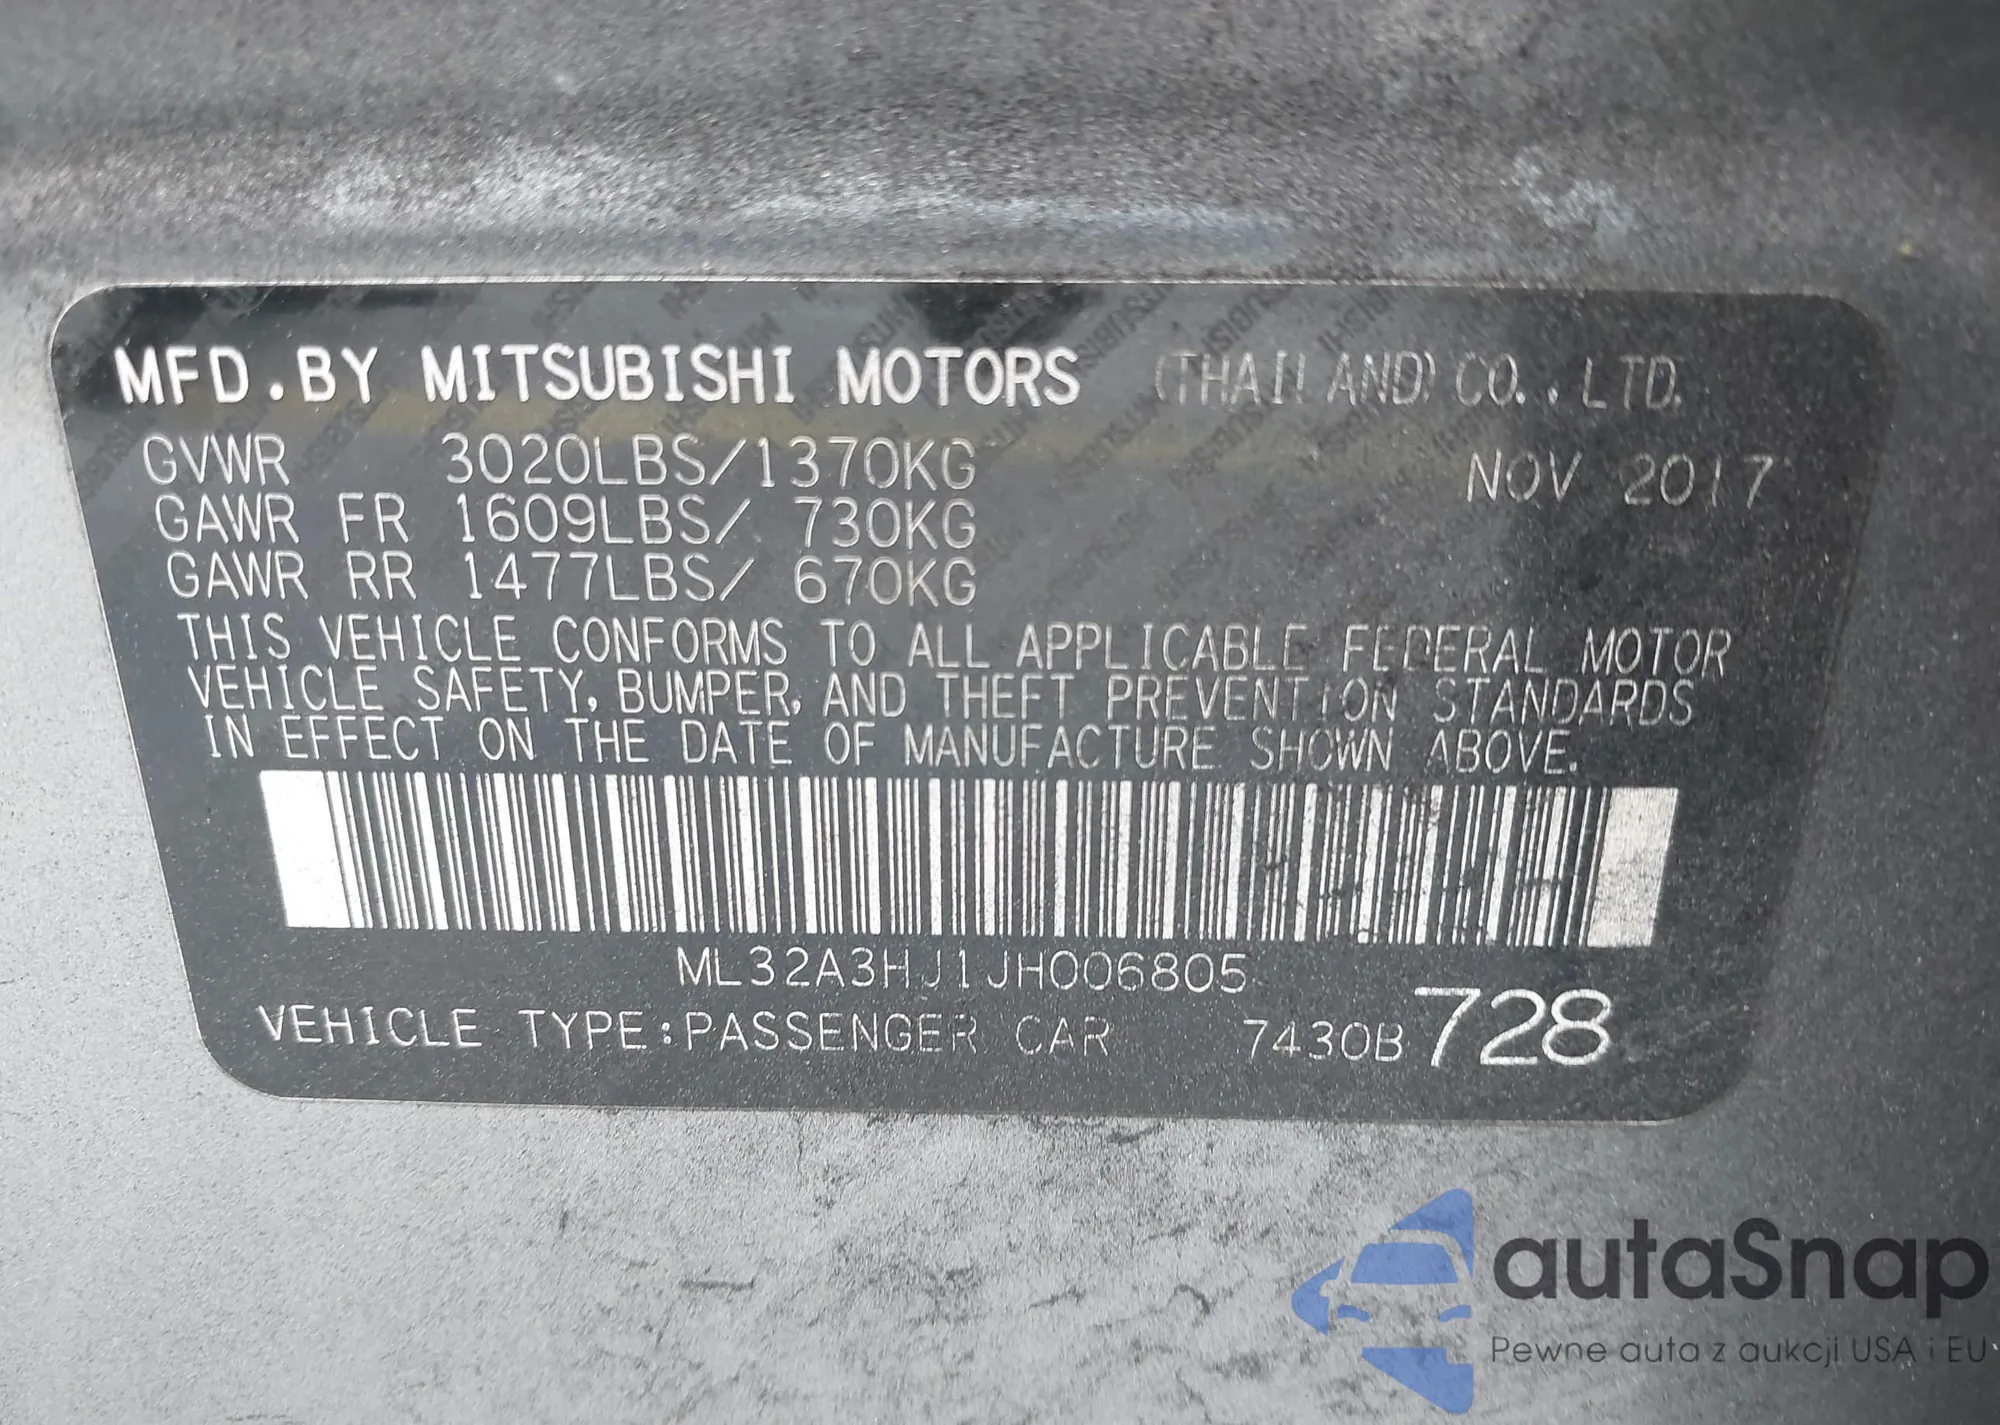 MFD.BY MITSUBISHI MOTORS (THAILAND) CO.,LTD.
GVWR 3020LBS/1370KG NOV 2017
GAWR FR 1609LBS/ 730KG
GAWR RR 1477LBS/ 670KG
THIS VEHICLE CONFORMS TO ALL APPLICABLE FEDERAL MOTOR
VEHICLE SAFETY, BUMPER, AND THEFT PREVENTION STANDARDS
IN EFFECT ON THE DATE OF MANUFACTURE SHOWN ABOVE.
ML32A3HJ1JH006805
VEHICLE TYPE:PASSENGER CAR 7430B 728
autaSnap
Pewne auta z aukcji USA i EU